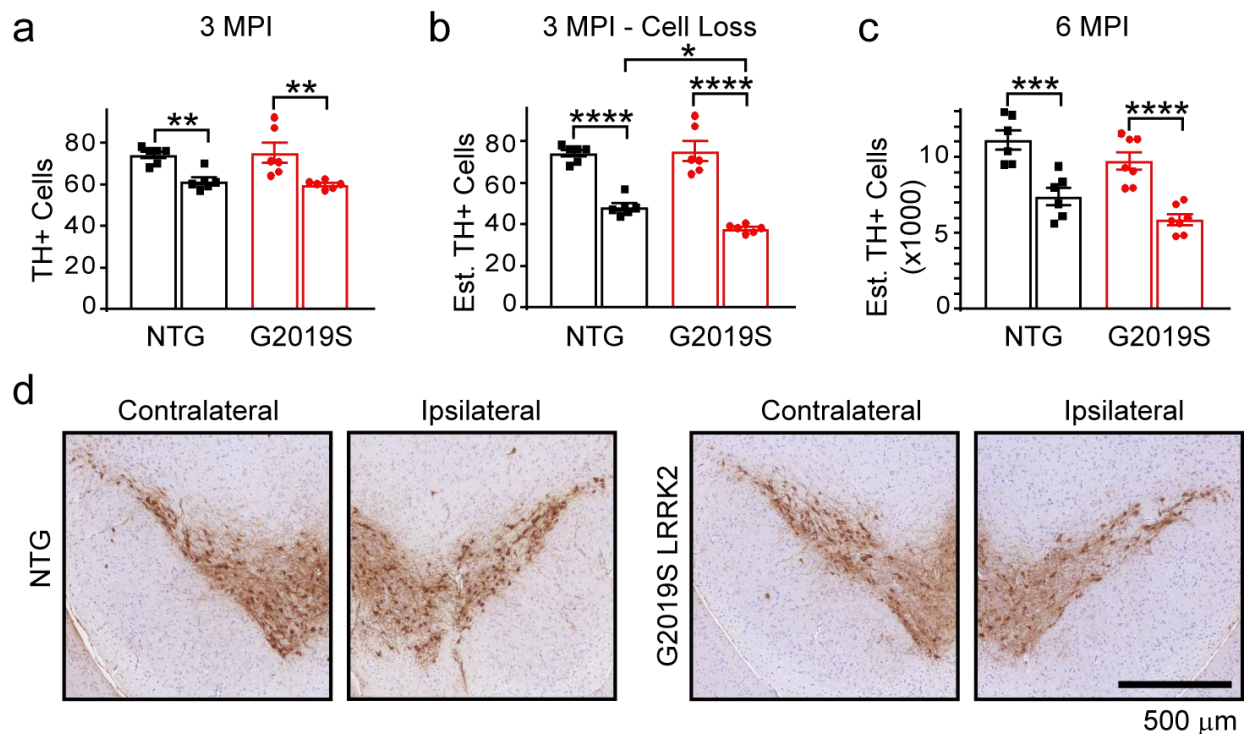 a
3 MPI
TH+ Cells
80
60
40
20
0
**
**
NTG
G2019S
b
3 MPI - Cell Loss
Est. TH+ Cells
80
60
40
20
0
*
****
****
NTG
G2019S
c
6 MPI
Est. TH+ Cells
(x1000)
10
5
0
***
****
NTG
G2019S
d
Contralateral
Ipsilateral
Contralateral
Ipsilateral
NTG
G2019S LRRK2
500 µm